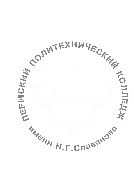 ПЕРМСКИЙ ПОЛИТЕХНИЧЕСКИЙ КОЛЛЕДЖ
имени Н.Г.Славянова